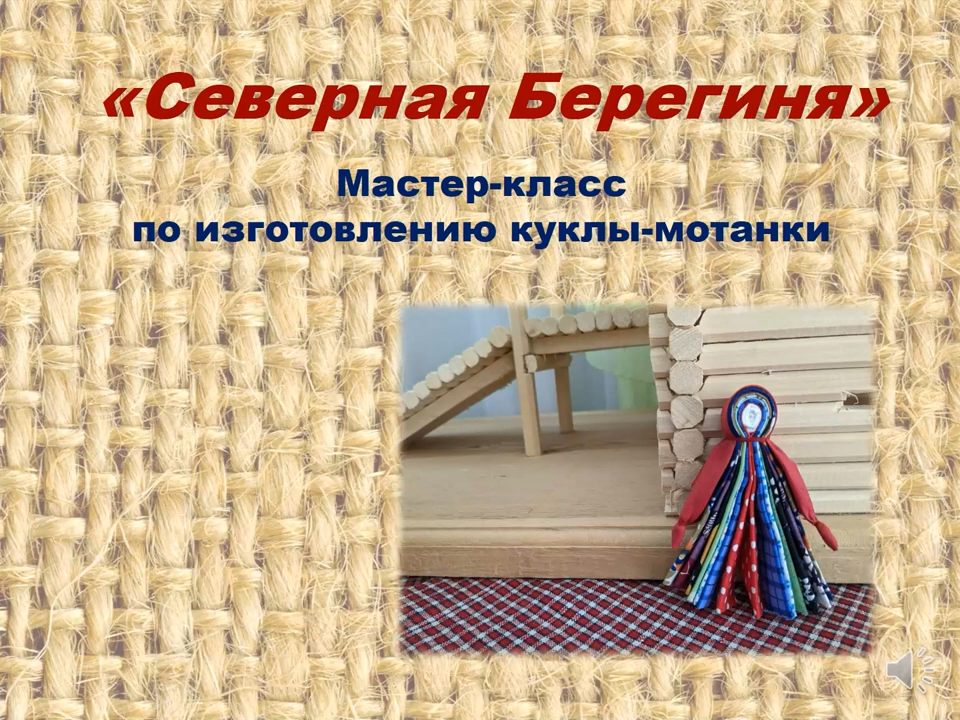 «Северная Берегиня»
Мастер-класс
по изготовлению куклы-мотанки